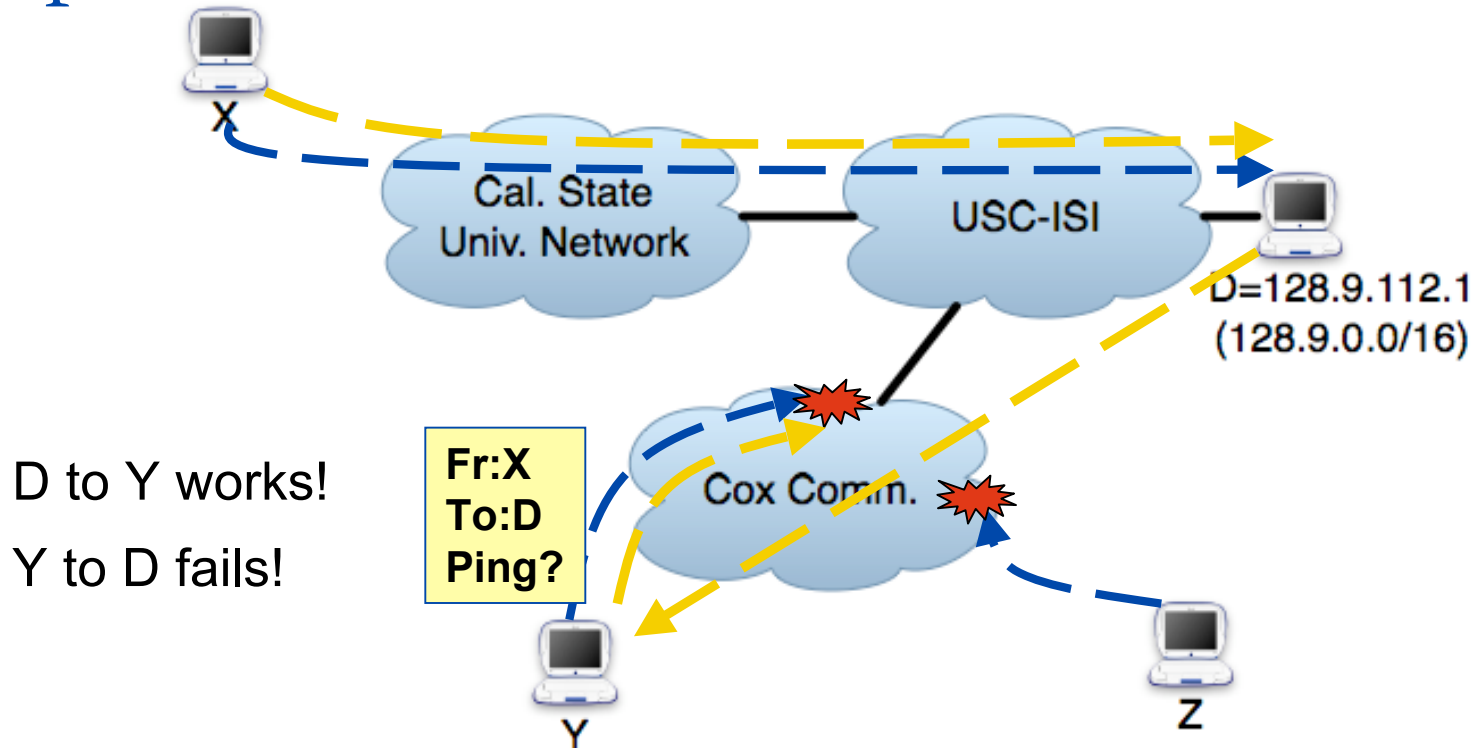 X
Cal. State
Univ. Network
USC-ISI
D=128.9.112.1
(128.9.0.0/16)
D to Y works!
Y to D fails!
Fr:X
To:D
Ping?
Cox Comm.
Y
Z